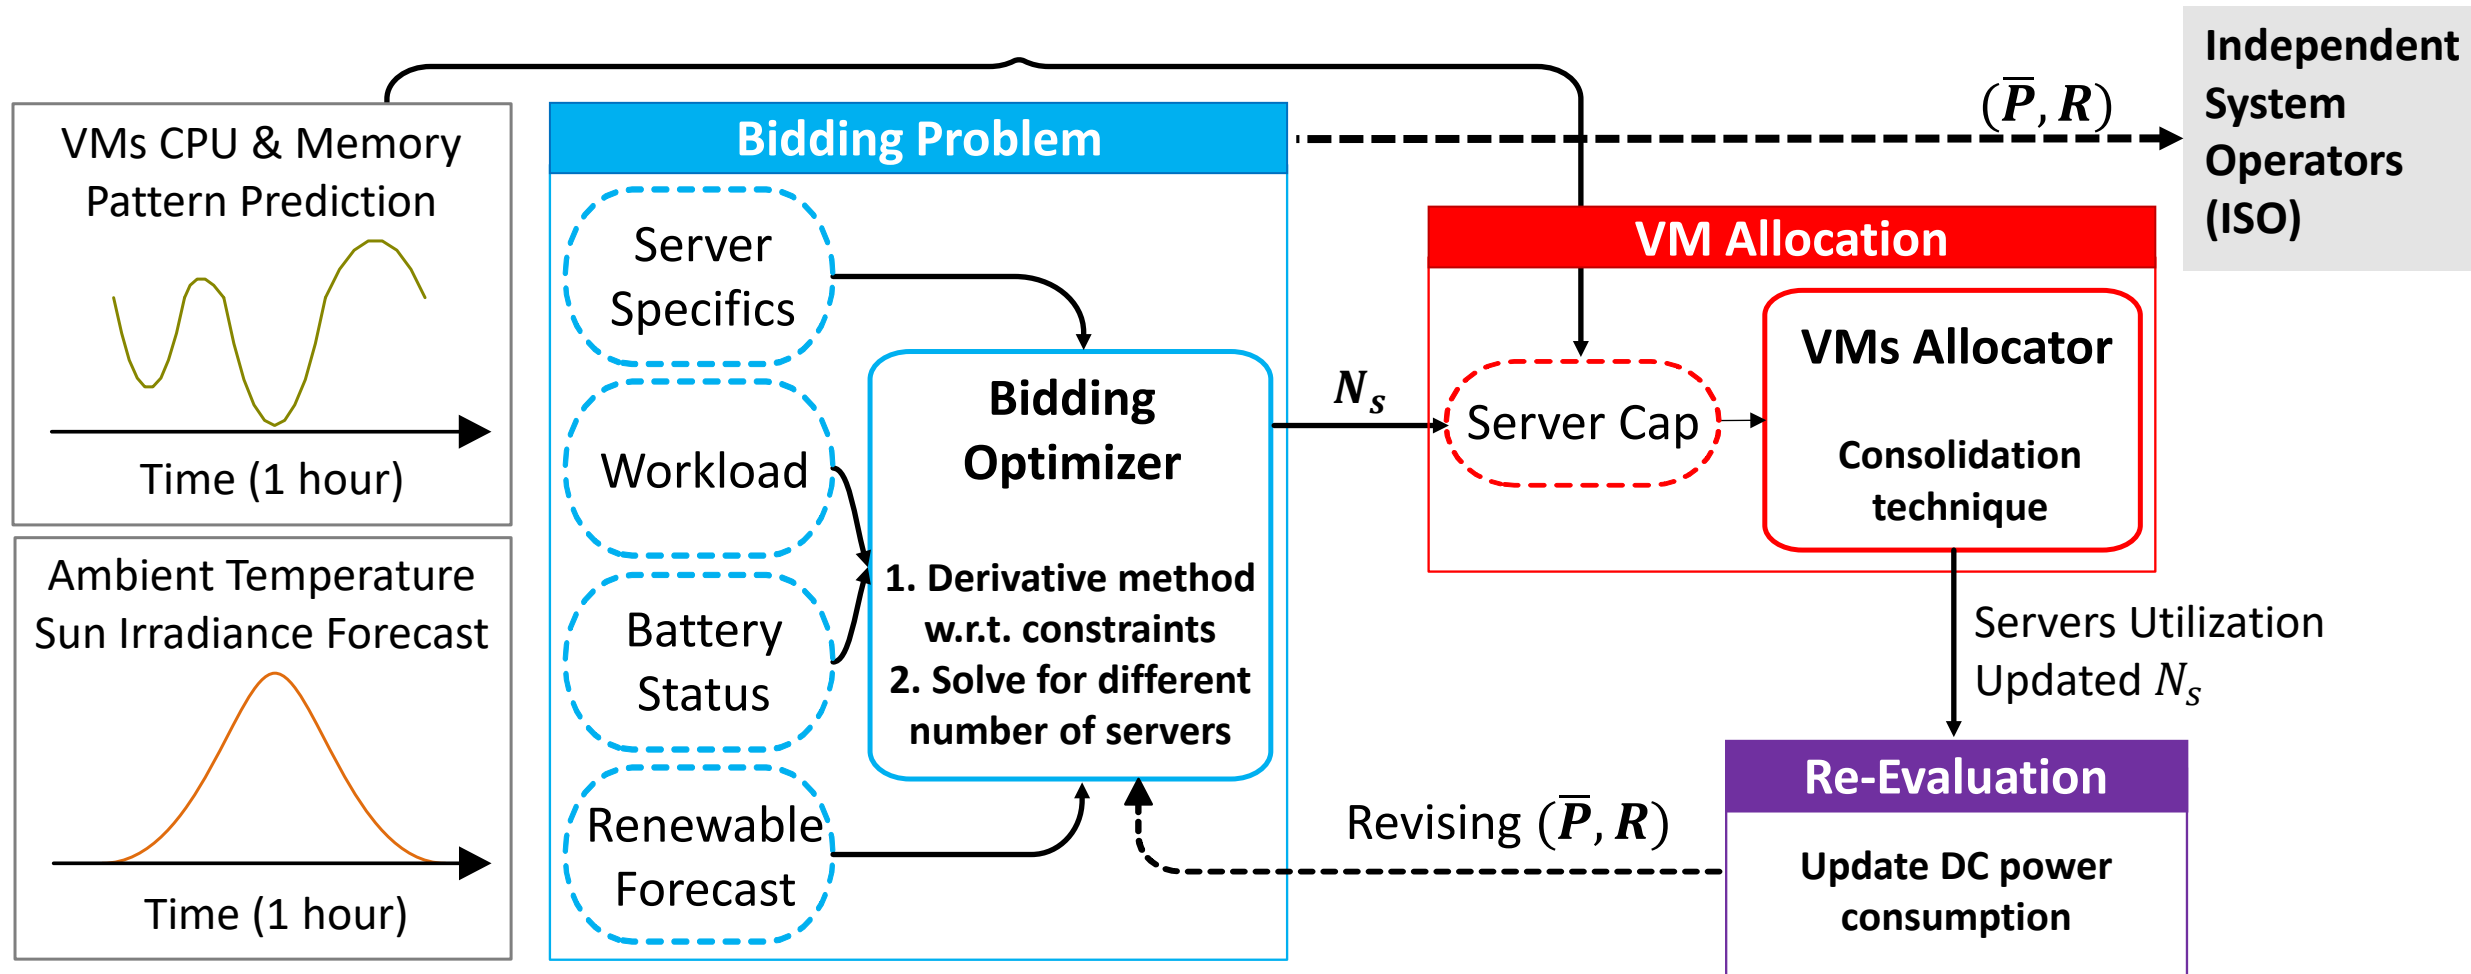 VMs CPU & Memory
Pattern Prediction
Time (1 hour)
Ambient Temperature
Sun Irradiance Forecast
Time (1 hour)
Bidding Problem
Server
Specifics
Workload
Battery
Status
Renewable
Forecast
Bidding
Optimizer
1. Derivative method
w.r.t. constraints
2. Solve for different
number of servers
(P̅, R)
Independent
System
Operators
(ISO)
VM Allocation
Nₛ
Server Cap
VMs Allocator
Consolidation
technique
Servers Utilization
Updated Nₛ
Re-Evaluation
Update DC power
consumption
Revising (P̅, R)